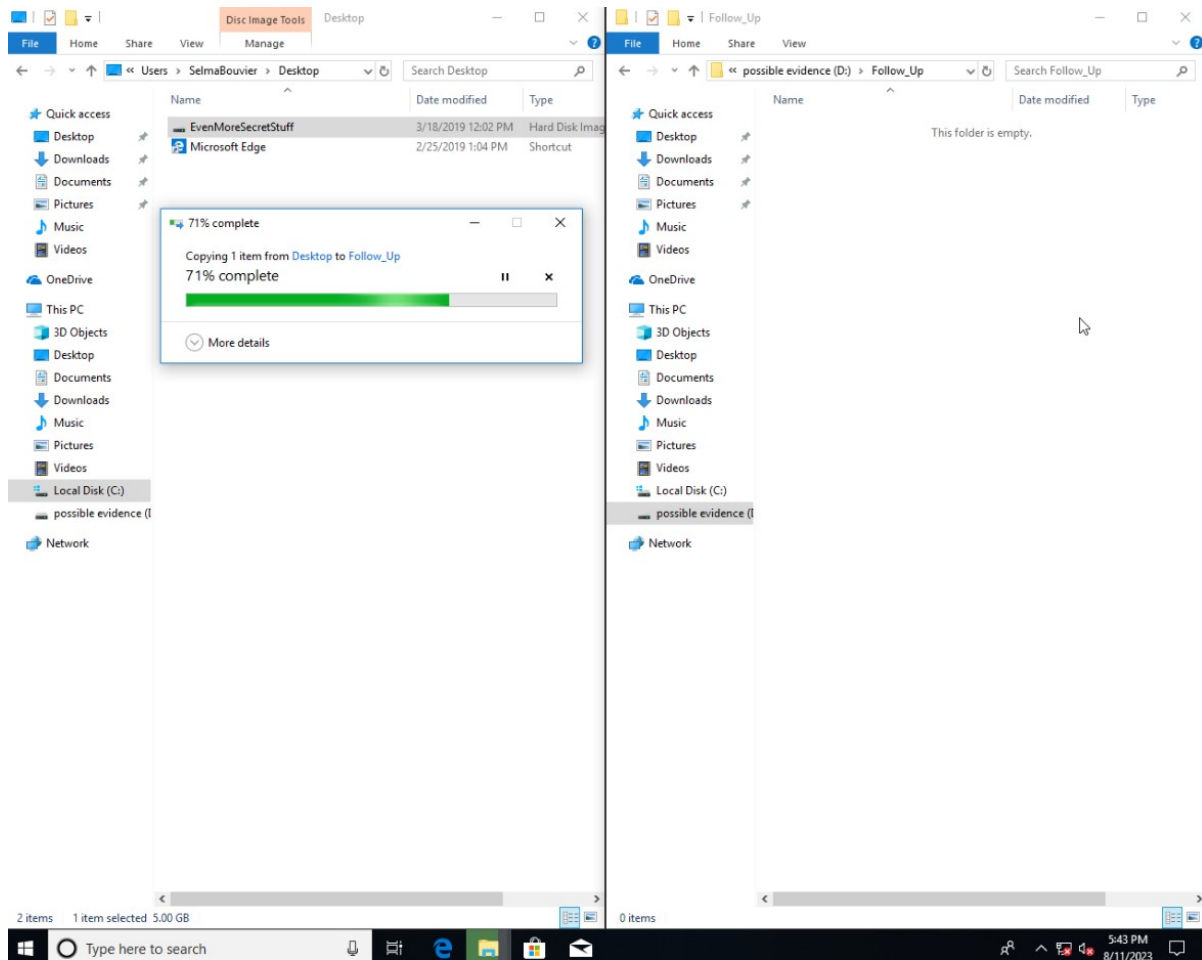 Disc Image Tools Desktop
File Home Share View Manage
« Users > SelmaBouvier > Desktop Search Desktop
Name Date modified Type
Quick access
Desktop
Downloads
Documents
Pictures
Music
Videos
OneDrive
This PC
3D Objects
Desktop
Documents
Downloads
Music
Pictures
Videos
Local Disk (C:)
possible evidence (
Network
EvenMoreSecretStuff 3/18/2019 12:02 PM Hard Disk Imag
Microsoft Edge 2/25/2019 1:04 PM Shortcut
71% complete
Copying 1 item from Desktop to Follow_Up
71% complete
More details
2 items 1 item selected 5.00 GB
Follow_Up
File Home Share View
« possible evidence (D:) > Follow_Up Search Follow_Up
Name Date modified Type
This folder is empty.
Quick access
Desktop
Downloads
Documents
Pictures
Music
Videos
OneDrive
This PC
3D Objects
Desktop
Documents
Downloads
Music
Pictures
Videos
Local Disk (C:)
possible evidence (
Network
0 items
Type here to search
5:43 PM
8/11/2023